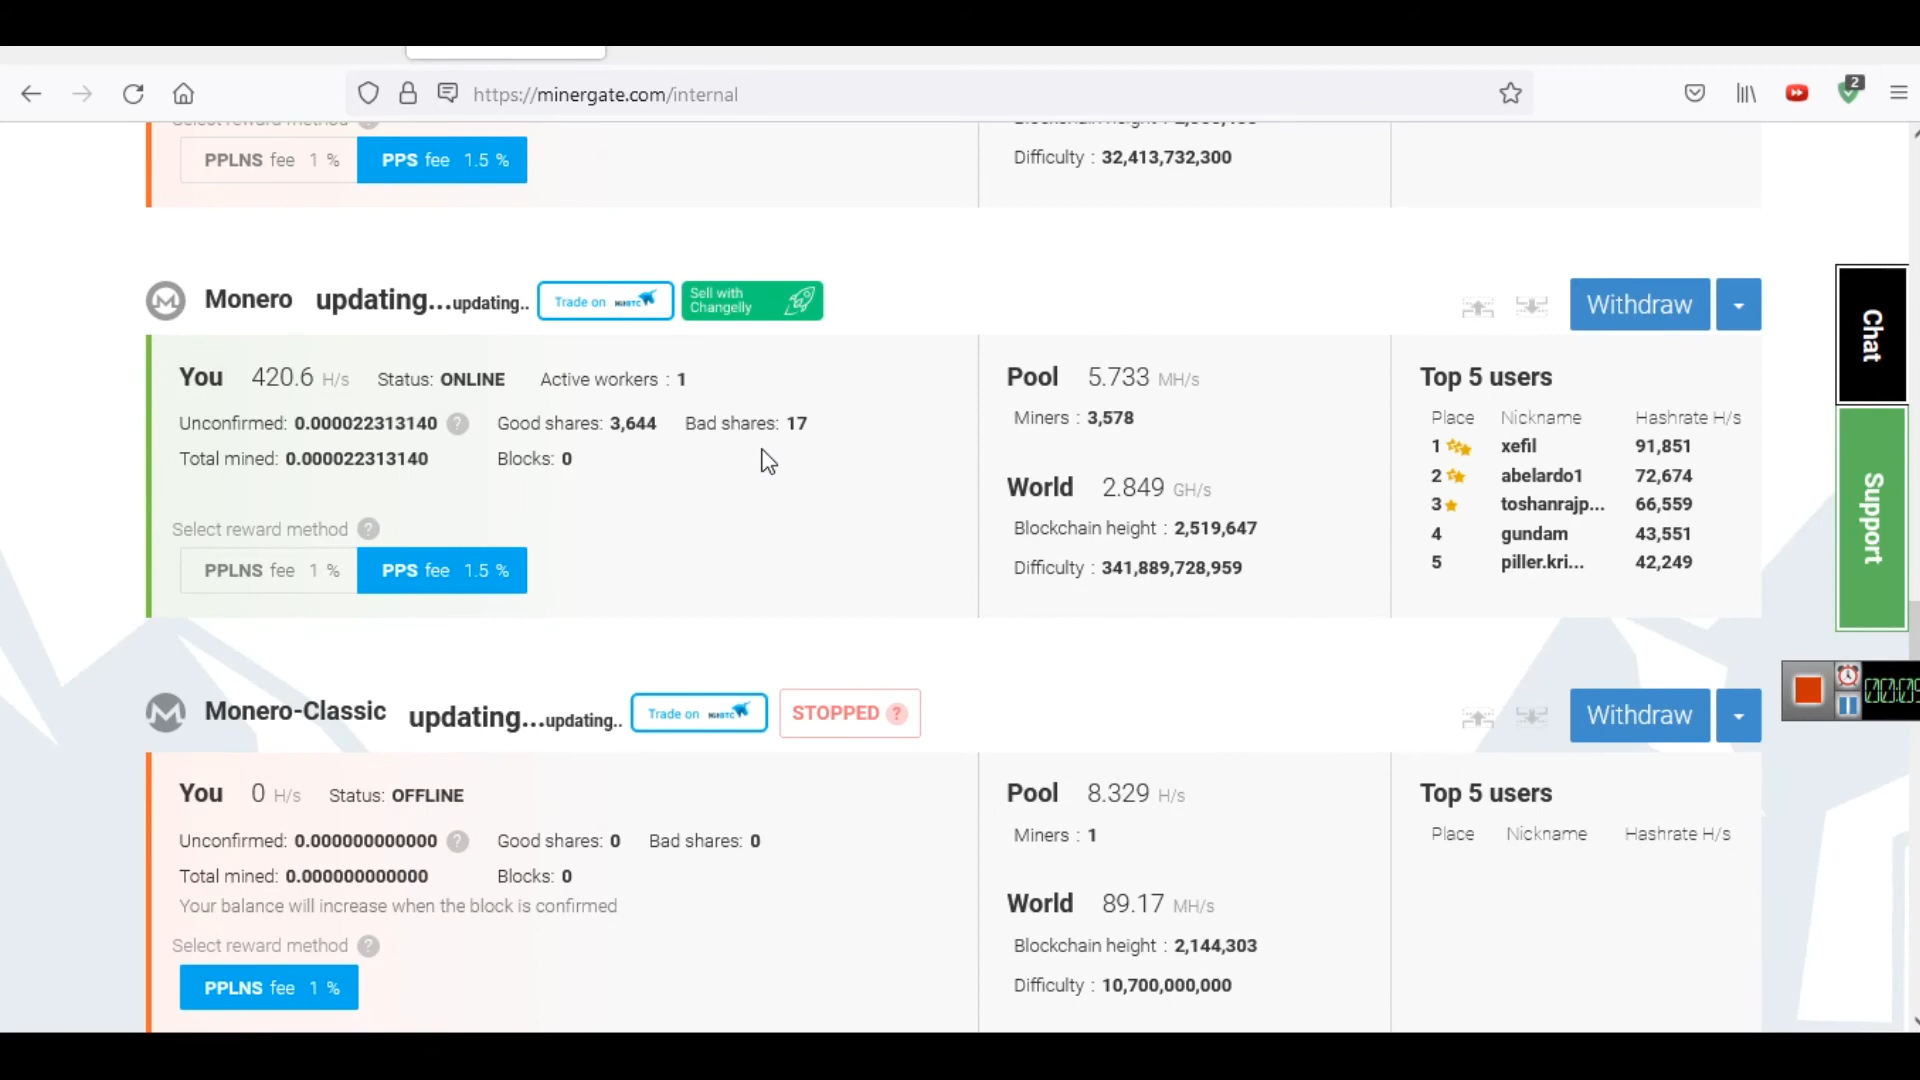 https://minergate.com/internal
2
PPLNS fee 1 % PPS fee 1.5 %
Difficulty : 32,413,732,300
Monero updating...updating.. Trade on HitBTC Sell with Changelly Withdraw
You 420.6 H/s Status: ONLINE Active workers : 1
Unconfirmed: 0.000022313140 ? Good shares: 3,644 Bad shares: 17
Total mined: 0.000022313140 Blocks: 0
Select reward method ?
PPLNS fee 1 % PPS fee 1.5 %
Pool 5.733 MH/s
Miners : 3,578
World 2.849 GH/s
Blockchain height : 2,519,647
Difficulty : 341,889,728,959
Top 5 users
Place Nickname Hashrate H/s
1 xefil 91,851
2 abelardo1 72,674
3 toshanrajp... 66,559
4 gundam 43,551
5 piller.kri... 42,249
Chat
Support
Monero-Classic updating...updating.. Trade on HitBTC STOPPED ? Withdraw
You 0 H/s Status: OFFLINE
Unconfirmed: 0.000000000000 ? Good shares: 0 Bad shares: 0
Total mined: 0.000000000000 Blocks: 0
Your balance will increase when the block is confirmed
Select reward method ?
PPLNS fee 1 %
Pool 8.329 H/s
Miners : 1
World 89.17 MH/s
Blockchain height : 2,144,303
Difficulty : 10,700,000,000
Top 5 users
Place Nickname Hashrate H/s